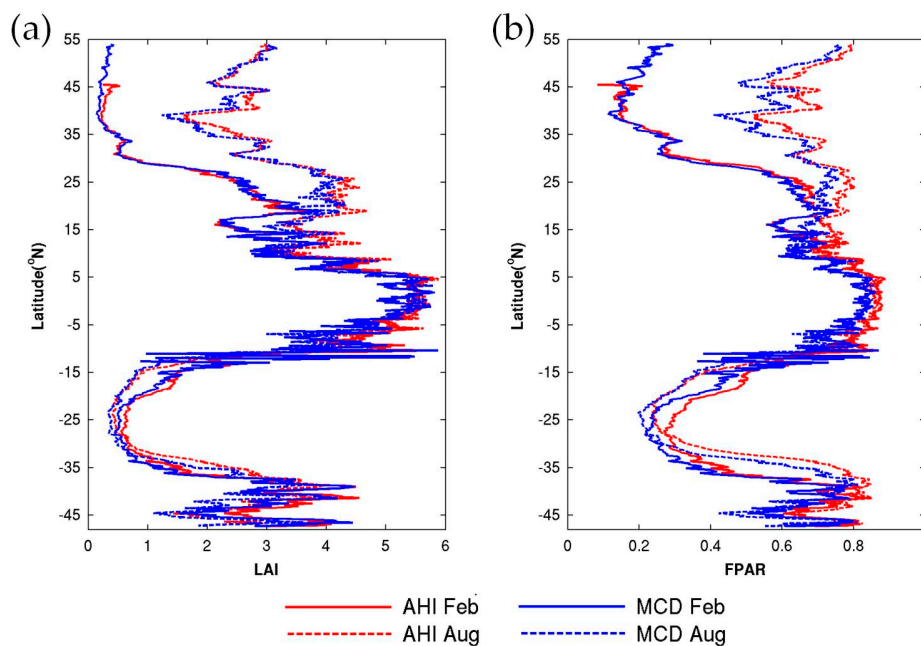 (a) (b)
55 55
45 45
35 35
25 25
15 15
5 5
-5 -5
-15 -15
-25 -25
-35 -35
-45 -45
Latitude(°N) Latitude(°N)
0 1 2 3 4 5 6 0 0.2 0.4 0.6 0.8
LAI FPAR
AHI Feb MCD Feb
AHI Aug MCD Aug